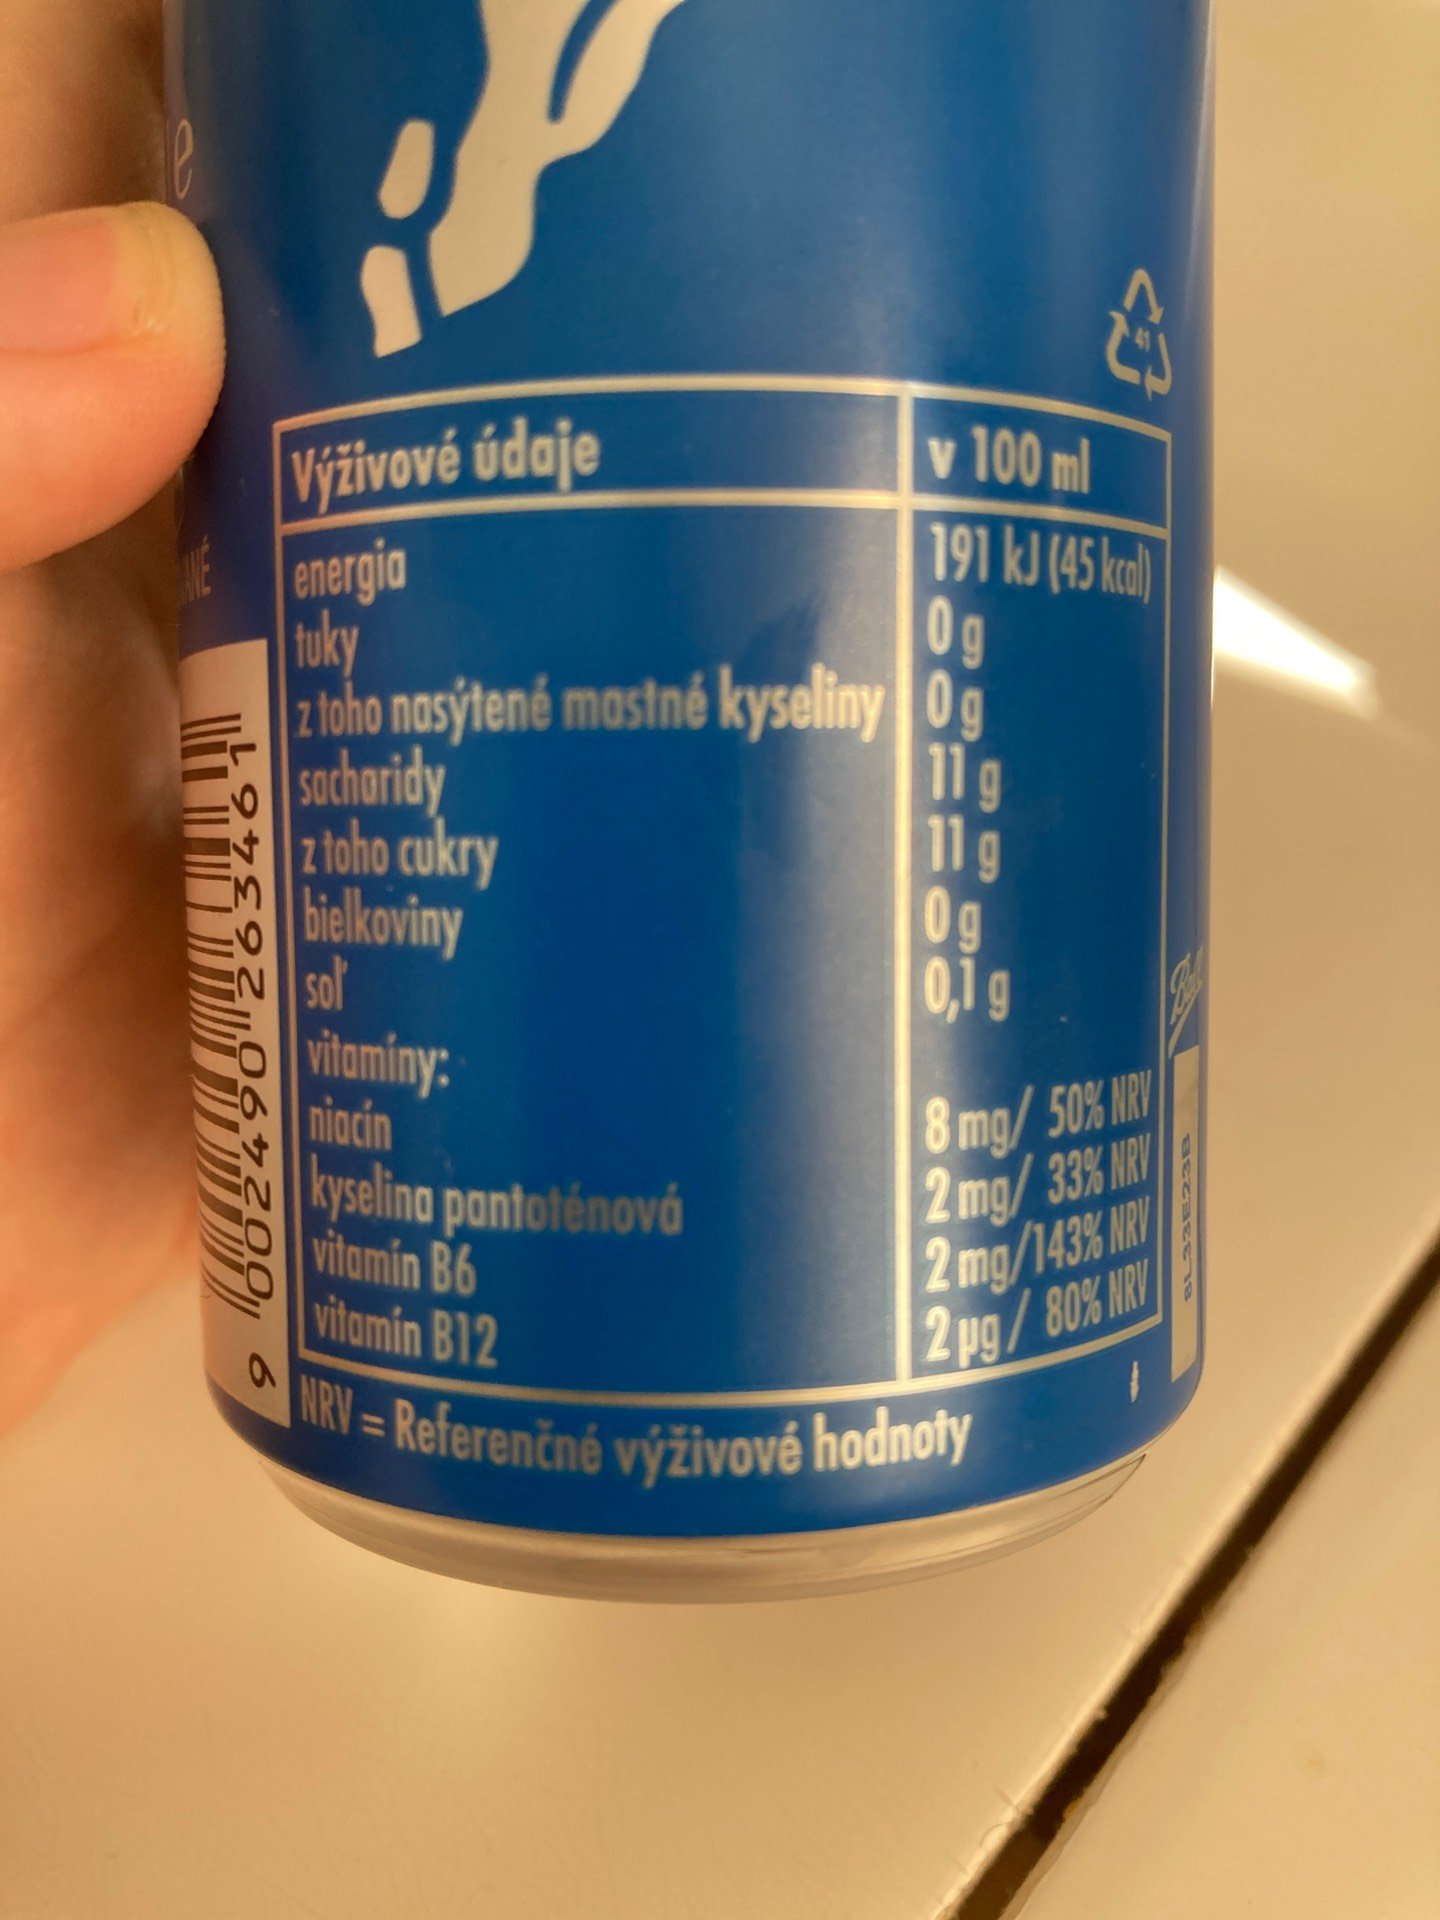 e
ANÉ
41
Výživové údaje v 100 ml
energia 191 kJ (45 kcal)
tuky 0 g
z toho nasýtené mastné kyseliny 0 g
sacharidy 11 g
z toho cukry 11 g
bielkoviny 0 g
soľ 0,1 g
vitamíny:
niacín 8 mg/ 50% NRV
kyselina pantoténová 2 mg/ 33% NRV
vitamín B6 2 mg/143% NRV
vitamín B12 2 µg/ 80% NRV
NRV = Referenčné výživové hodnoty
9 002490 263461
Ball
8L33E23B